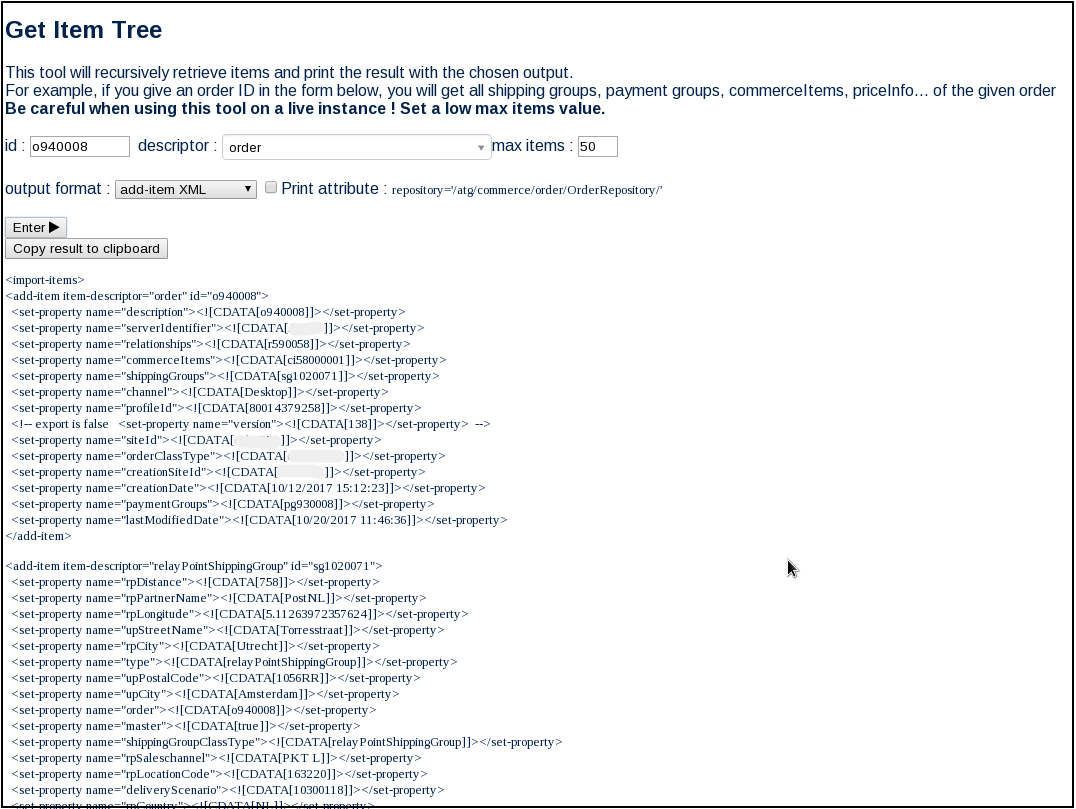 Get Item Tree
This tool will recursively retrieve items and print the result with the chosen output.
For example, if you give an order ID in the form below, you will get all shipping groups, payment groups, commerceItems, priceInfo... of the given order
Be careful when using this tool on a live instance ! Set a low max items value.
id : o940008 descriptor : order max items : 50
output format : add-item XML Print attribute : repository='/atg/commerce/order/OrderRepository/'
Enter ▶
Copy result to clipboard
<import-items>
<add-item item-descriptor="order" id="o940008">
<set-property name="description"><![CDATA[o940008]]></set-property>
<set-property name="serverIdentifier"><![CDATA[ ]]></set-property>
<set-property name="relationships"><![CDATA[r590058]]></set-property>
<set-property name="commerceItems"><![CDATA[ci58000001]]></set-property>
<set-property name="shippingGroups"><![CDATA[sg1020071]]></set-property>
<set-property name="channel"><![CDATA[Desktop]]></set-property>
<set-property name="profileId"><![CDATA[80014379258]]></set-property>
<!-- export is false <set-property name="version"><![CDATA[138]]></set-property> -->
<set-property name="siteId"><![CDATA[ ]]></set-property>
<set-property name="orderClassType"><![CDATA[ ]]></set-property>
<set-property name="creationSiteId"><![CDATA[ ]]></set-property>
<set-property name="creationDate"><![CDATA[10/12/2017 15:12:23]]></set-property>
<set-property name="paymentGroups"><![CDATA[pg930008]]></set-property>
<set-property name="lastModifiedDate"><![CDATA[10/20/2017 11:46:36]]></set-property>
</add-item>
<add-item item-descriptor="relayPointShippingGroup" id="sg1020071">
<set-property name="rpDistance"><![CDATA[758]]></set-property>
<set-property name="rpPartnerName"><![CDATA[PostNL]]></set-property>
<set-property name="rpLongitude"><![CDATA[5.11263972357624]]></set-property>
<set-property name="upStreetName"><![CDATA[Torresstraat]]></set-property>
<set-property name="rpCity"><![CDATA[Utrecht]]></set-property>
<set-property name="type"><![CDATA[relayPointShippingGroup]]></set-property>
<set-property name="upPostalCode"><![CDATA[1056RR]]></set-property>
<set-property name="upCity"><![CDATA[Amsterdam]]></set-property>
<set-property name="order"><![CDATA[o940008]]></set-property>
<set-property name="master"><![CDATA[true]]></set-property>
<set-property name="shippingGroupClassType"><![CDATA[relayPointShippingGroup]]></set-property>
<set-property name="rpSaleschannel"><![CDATA[PKT L]]></set-property>
<set-property name="rpLocationCode"><![CDATA[163220]]></set-property>
<set-property name="deliveryScenario"><![CDATA[10300118]]></set-property>
<set-property name="rpCountry"><![CDATA[NL]]></set-property>